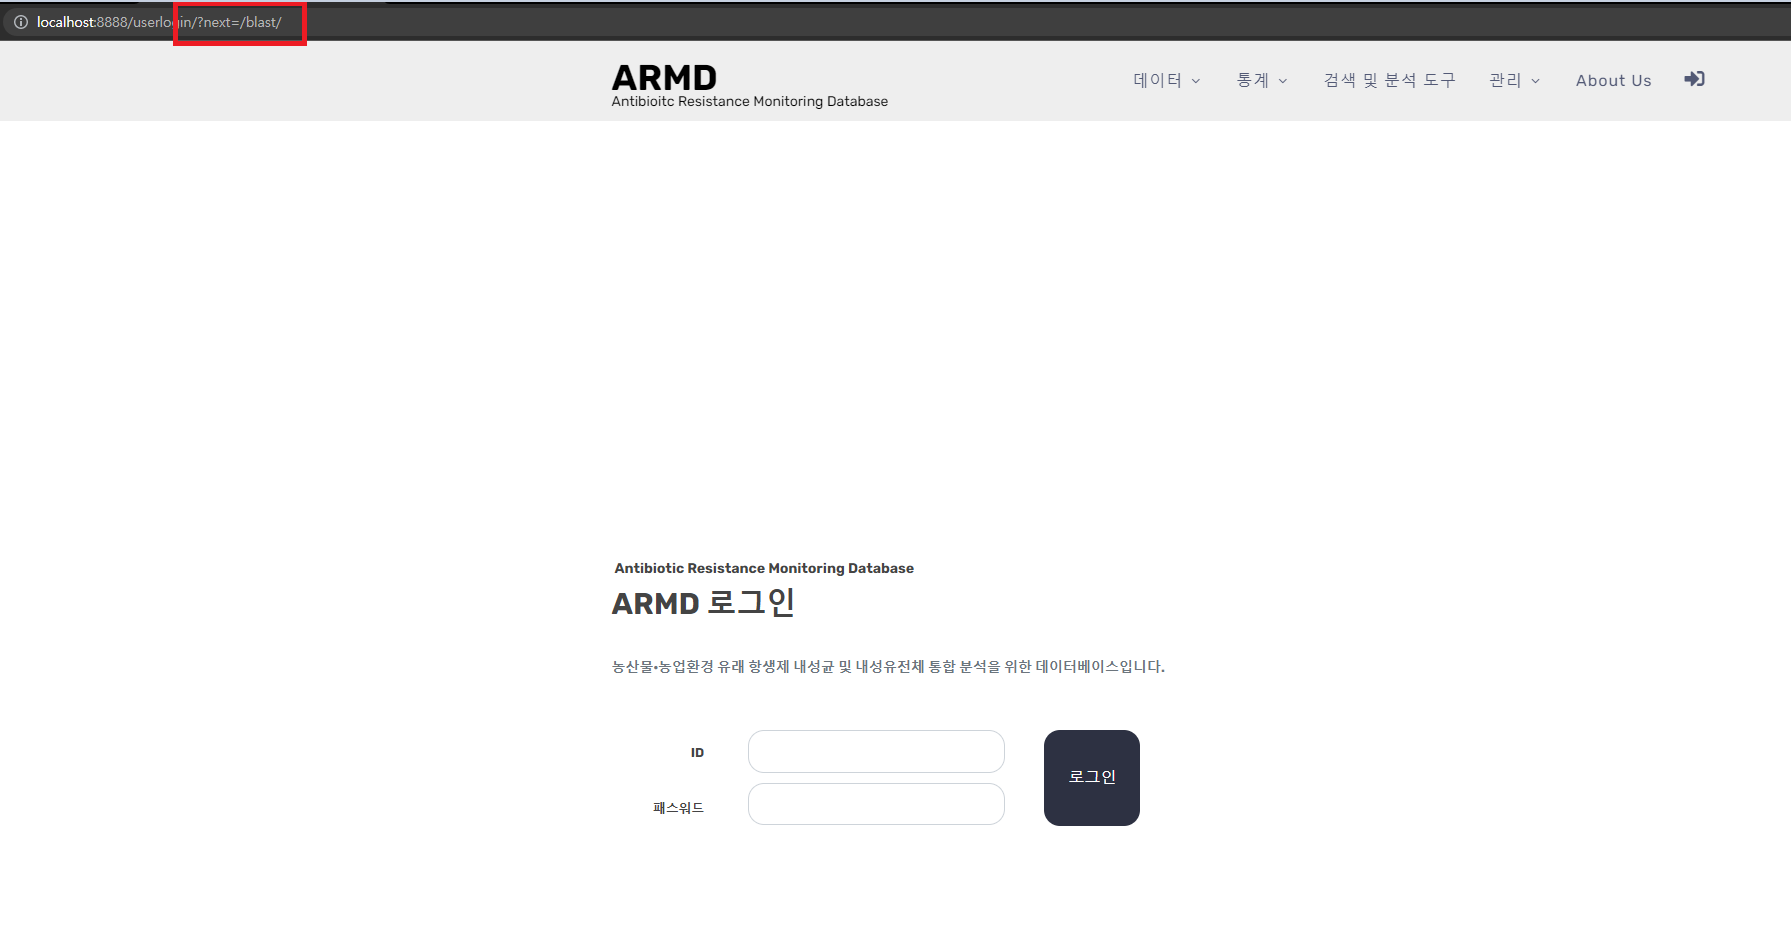 localhost:8888/userlogin/?next=/blast/
ARMD
Antibioitc Resistance Monitoring Database
데이터 통계 검색 및 분석 도구 관리 About Us
Antibiotic Resistance Monitoring Database
ARMD 로그인
농산물·농업환경 유래 항생제 내성균 및 내성유전체 통합 분석을 위한 데이터베이스입니다.
ID
로그인
패스워드